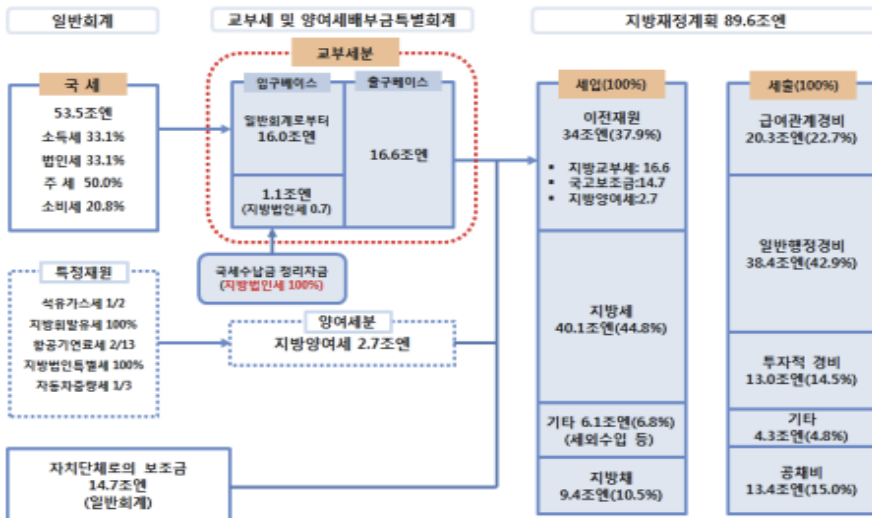 일반회계
교부세 및 양여세배부금특별회계
지방재정계획 89.6조엔
국 세
53.5조엔
소득세 33.1%
법인세 33.1%
주 세 50.0%
소비세 20.8%
교부세분
입구베이스
출구베이스
일반회계로부터
16.0조엔
16.6조엔
1.1조엔
(지방법인세 0.7)
국세수납금 정리자금
(지방법인세 100%)
특정재원
석유가스세 1/2
지방휘발유세 100%
항공기연료세 2/13
지방법인특별세 100%
자동차중량세 1/3
양여세분
지방양여세 2.7조엔
자치단체로의 보조금
14.7조엔
(일반회계)
세입(100%)
이전재원
34조엔(37.9%)
▪ 지방교부세: 16.6
▪ 국고보조금:14.7
▪ 지방양여세:2.7
지방세
40.1조엔(44.8%)
기타 6.1조엔(6.8%)
(세외수입 등)
지방채
9.4조엔(10.5%)
세출(100%)
급여관계경비
20.3조엔(22.7%)
일반행정경비
38.4조엔(42.9%)
투자적 경비
13.0조엔(14.5%)
기타
4.3조엔(4.8%)
공채비
13.4조엔(15.0%)